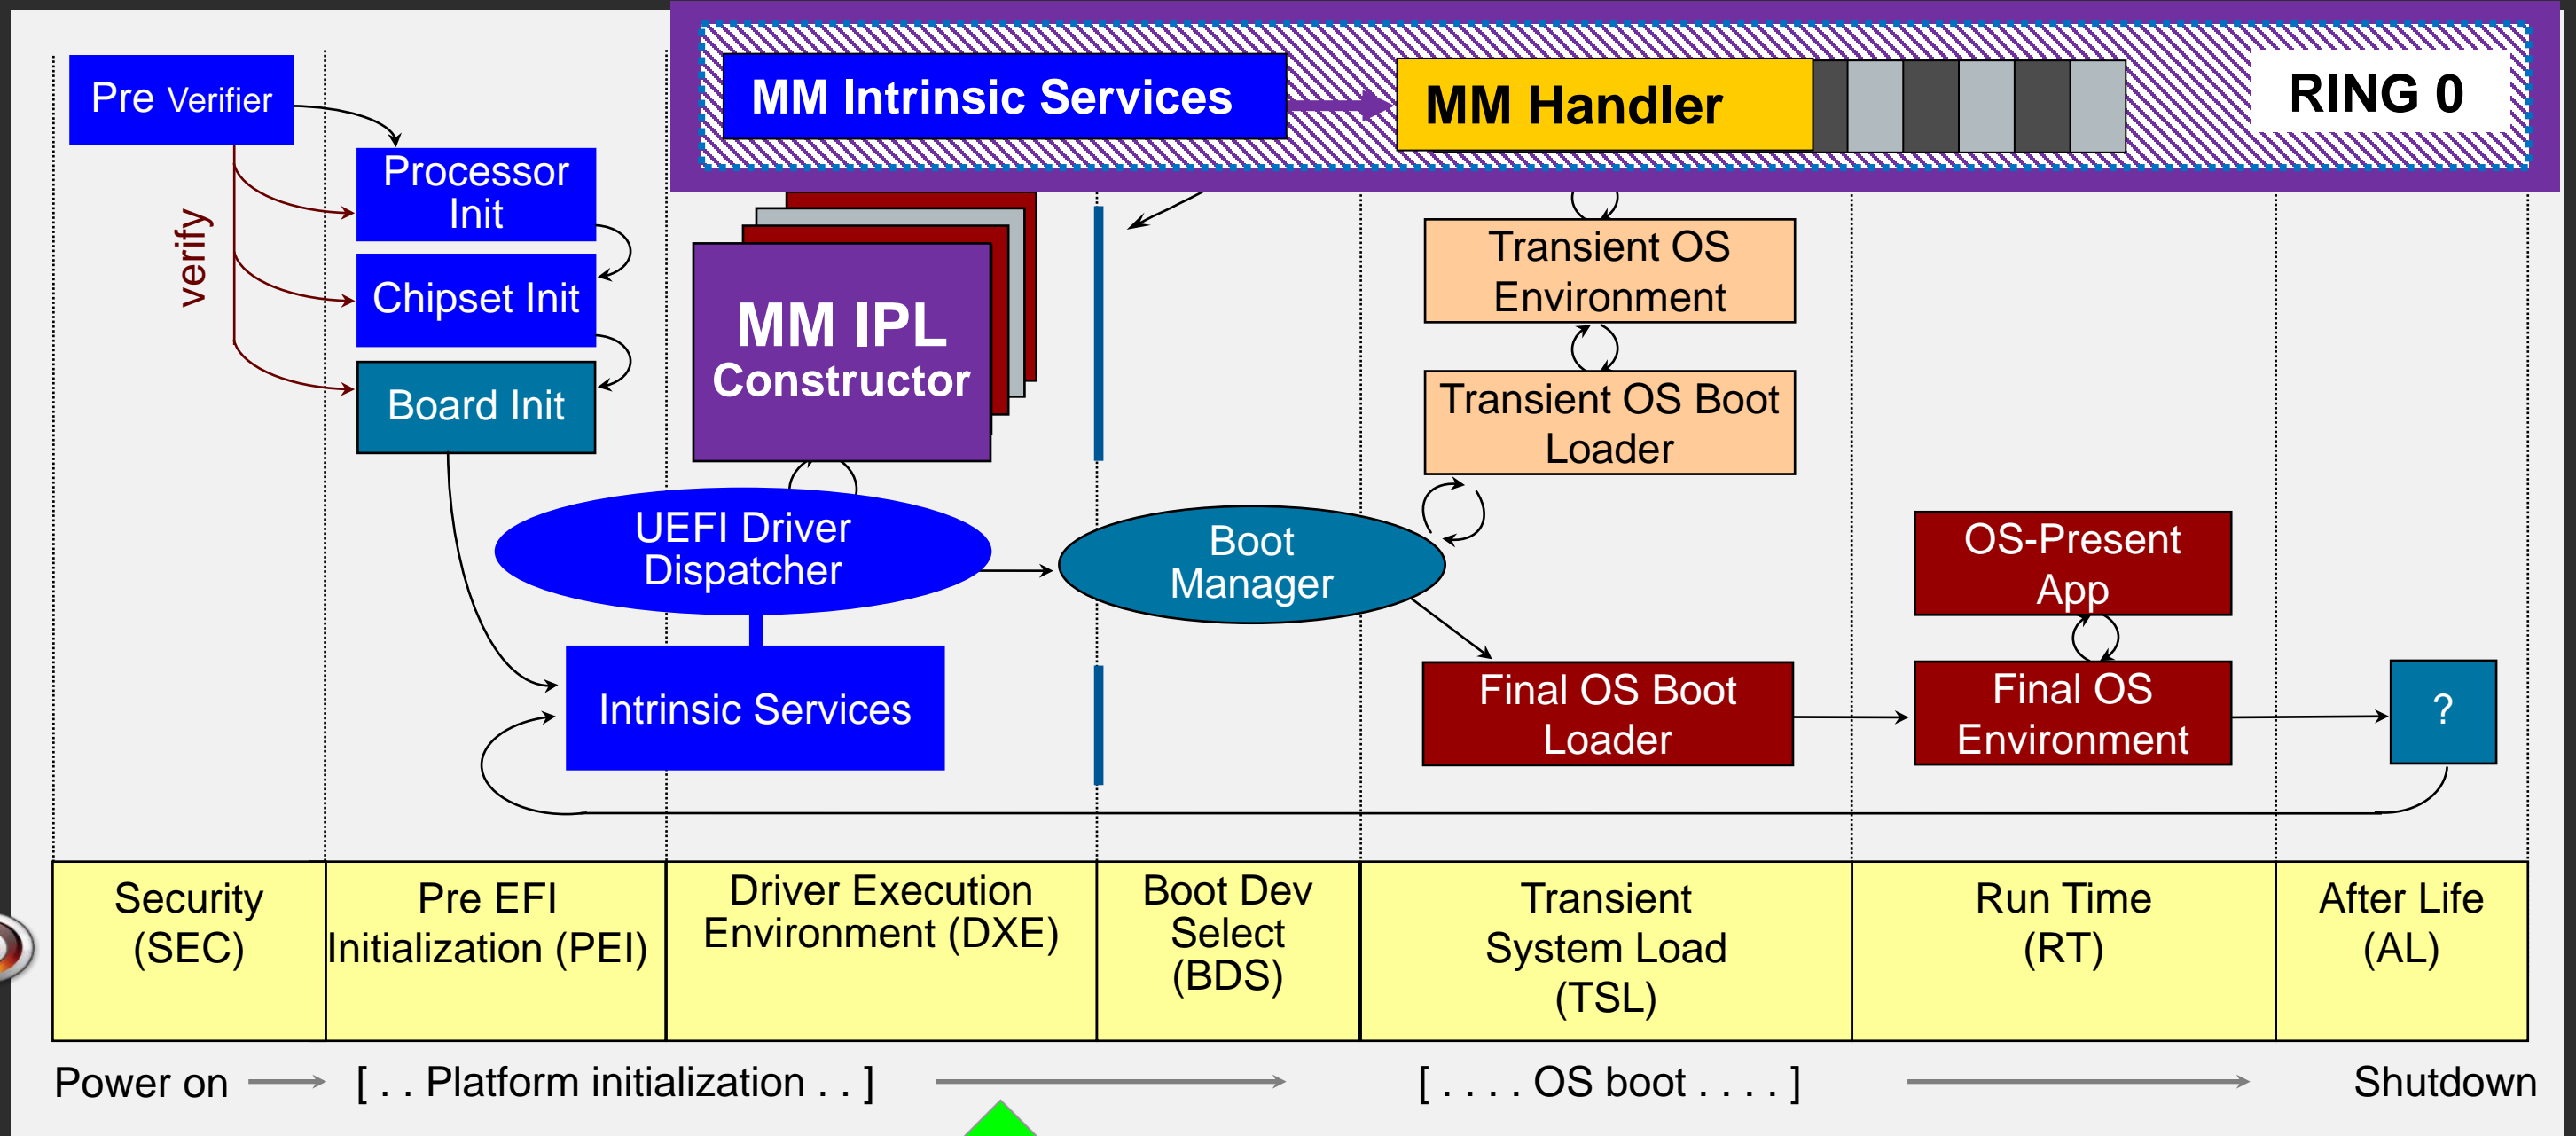 Pre Verifier
MM Intrinsic Services
MM Handler
RING 0
Processor
Init
verify
Chipset Init
Board Init
MM IPL
Constructor
Transient OS
Environment
Transient OS Boot
Loader
UEFI Driver
Dispatcher
Boot
Manager
OS-Present
App
Intrinsic Services
Final OS Boot
Loader
Final OS
Environment
?
Security
(SEC)
Pre EFI
Initialization (PEI)
Driver Execution
Environment (DXE)
Boot Dev
Select
(BDS)
Transient
System Load
(TSL)
Run Time
(RT)
After Life
(AL)
Power on
[ . . Platform initialization . . ]
[ . . . . OS boot . . . . ]
Shutdown